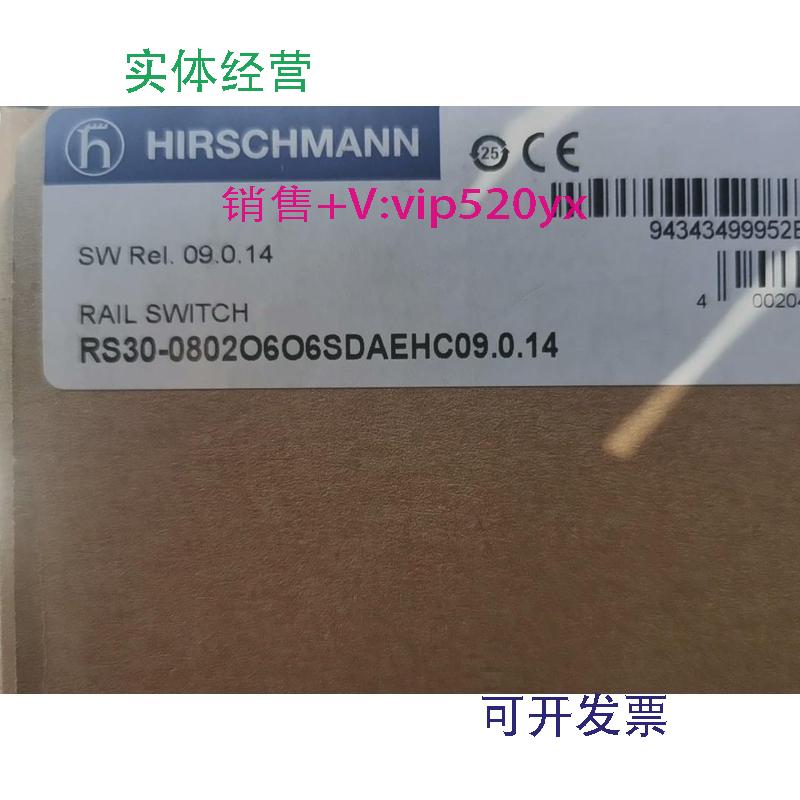 实体经营
HIRSCHMANN
25
销售+V:vip520yx
94343499952
SW Rel. 09.0.14
4 00204
RAIL SWITCH
RS30-0802O6O6SDAEHC09.0.14
可开发票